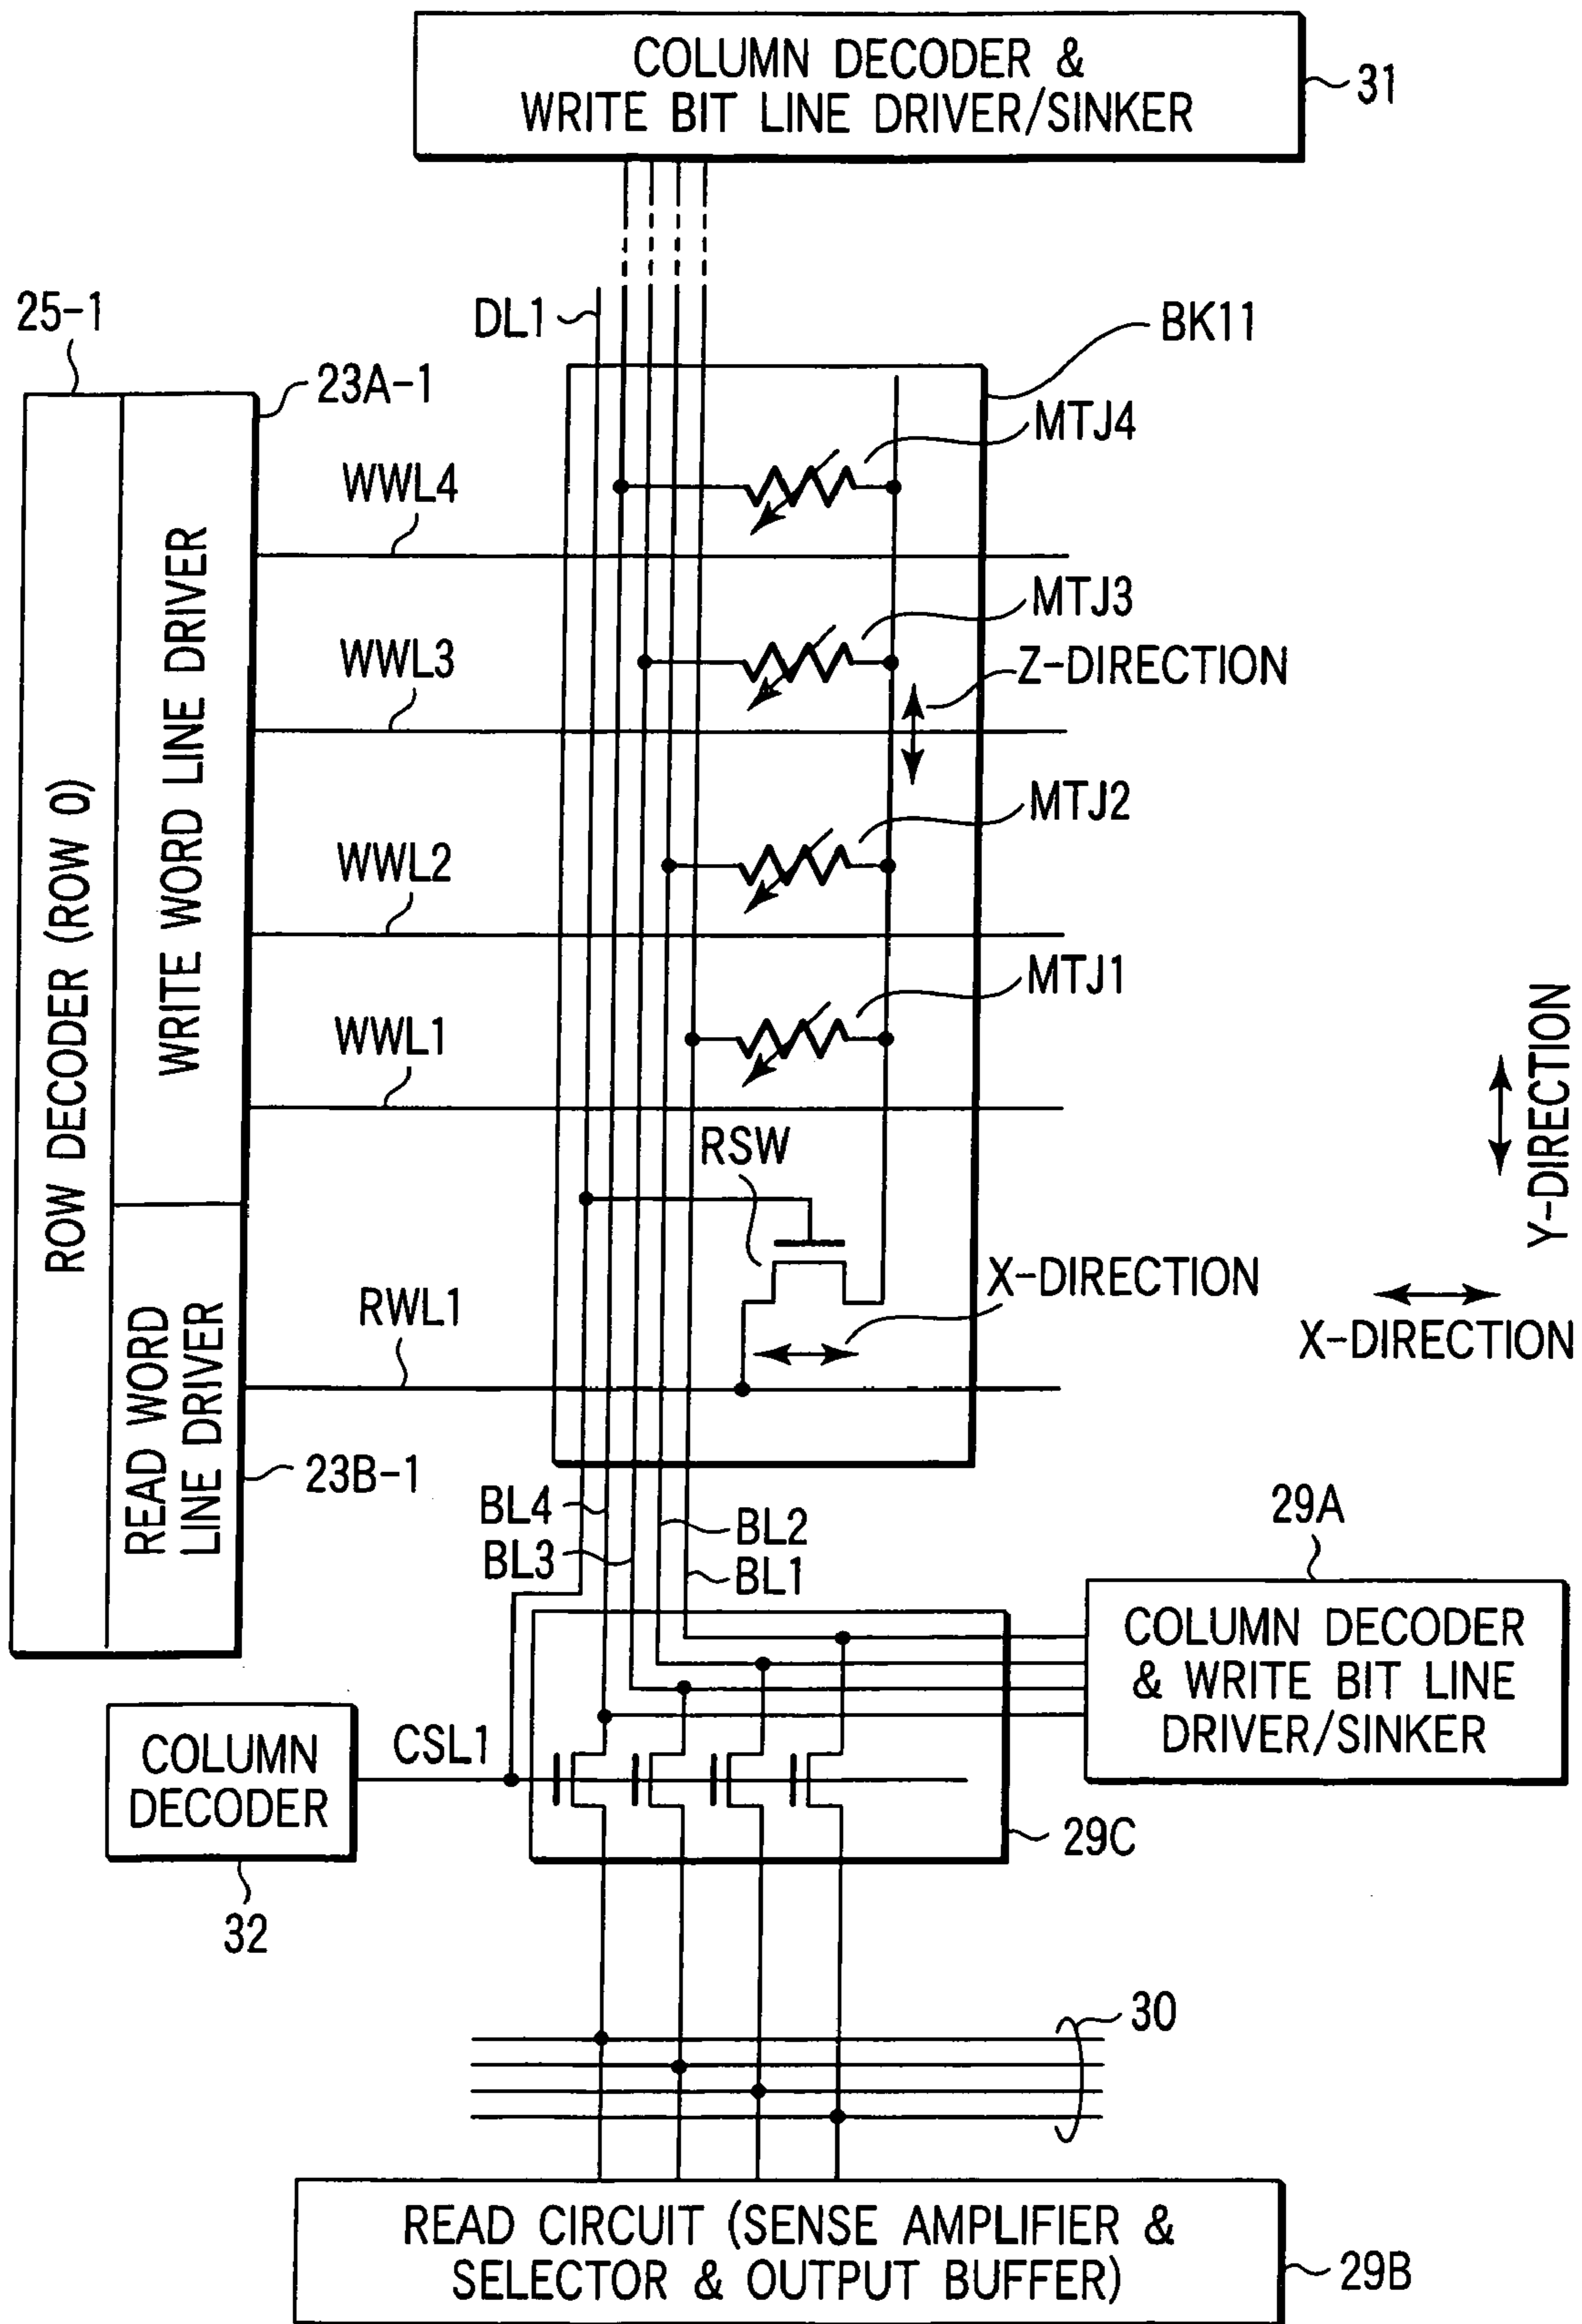 COLUMN DECODER &
WRITE BIT LINE DRIVER/SINKER
31
25-1
DL1
BK11
23A-1
MTJ4
WWL4
MTJ3
WWL3
Z-DIRECTION
MTJ2
WWL2
MTJ1
WWL1
ROW DECODER (ROW 0)
WRITE WORD LINE DRIVER
RSW
Y-DIRECTION
X-DIRECTION
RWL1
X-DIRECTION
READ WORD
LINE DRIVER
23B-1
BL4
BL2
BL3
BL1
29A
COLUMN DECODER
& WRITE BIT LINE
DRIVER/SINKER
COLUMN
DECODER
CSL1
29C
32
30
READ CIRCUIT (SENSE AMPLIFIER &
SELECTOR & OUTPUT BUFFER)
29B